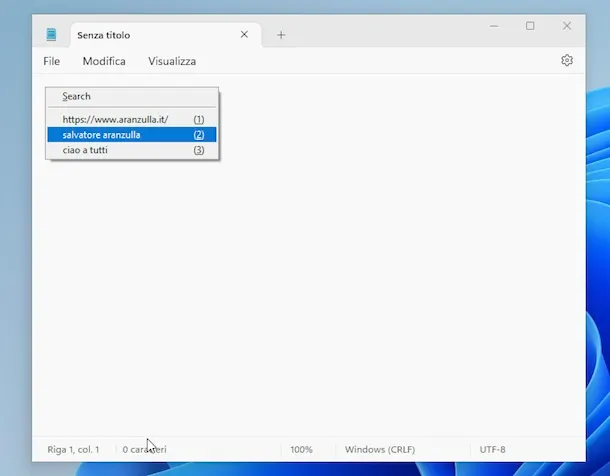 Senza titolo
File Modifica Visualizza
Search
https://www.aranzulla.it/ (1)
salvatore aranzulla (2)
ciao a tutti (3)
Riga 1, col. 1 0 caratteri 100% Windows (CRLF) UTF-8